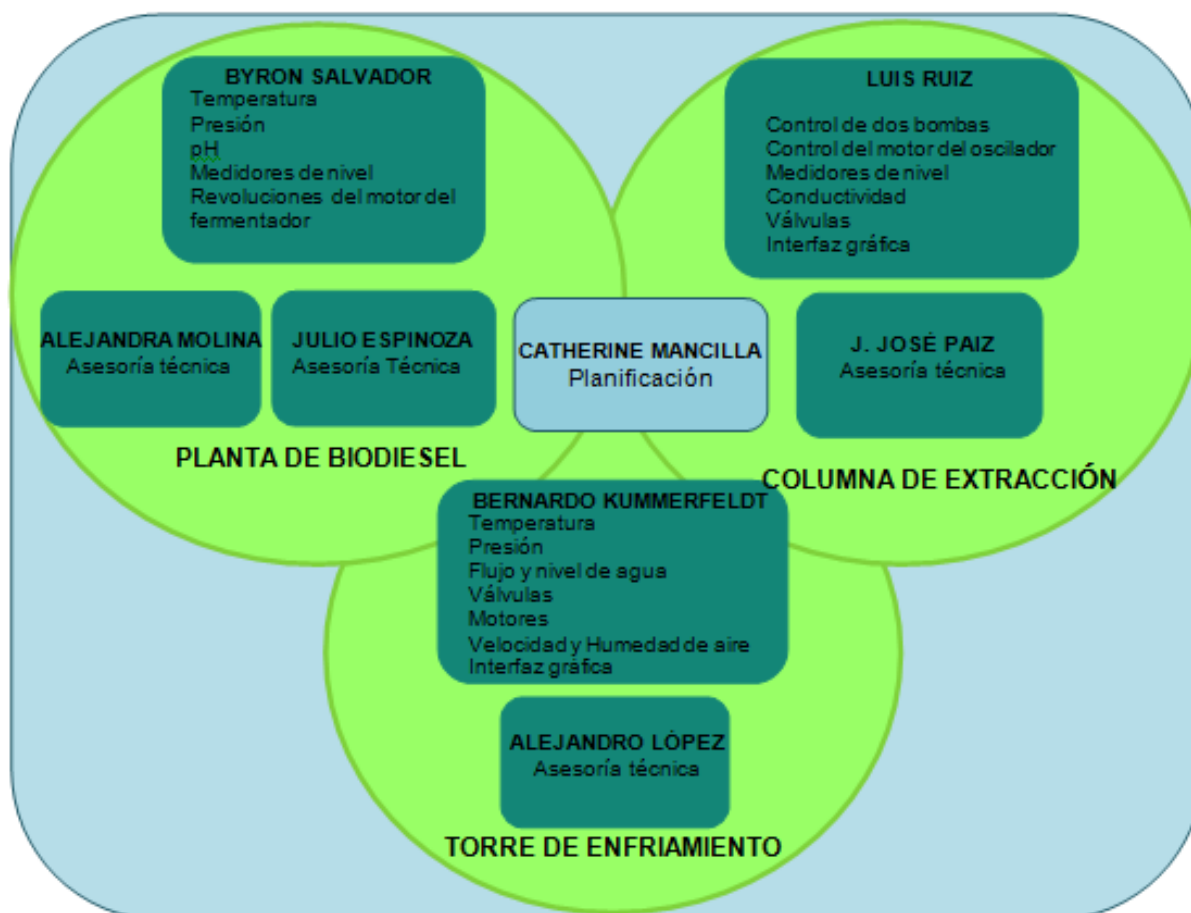 BYRON SALVADOR
Temperatura
Presión
pH
Medidores de nivel
Revoluciones del motor del
fermentador
ALEJANDRA MOLINA
Asesoría técnica
JULIO ESPINOZA
Asesoría Técnica
PLANTA DE BIODIESEL
CATHERINE MANCILLA
Planificación
LUIS RUIZ
Control de dos bombas
Control del motor del oscilador
Medidores de nivel
Conductividad
Válvulas
Interfaz gráfica
J. JOSÉ PAIZ
Asesoría técnica
COLUMNA DE EXTRACCIÓN
BERNARDO KUMMERFELDT
Temperatura
Presión
Flujo y nivel de agua
Válvulas
Motores
Velocidad y Humedad de aire
Interfaz gráfica
ALEJANDRO LÓPEZ
Asesoría técnica
TORRE DE ENFRIAMIENTO